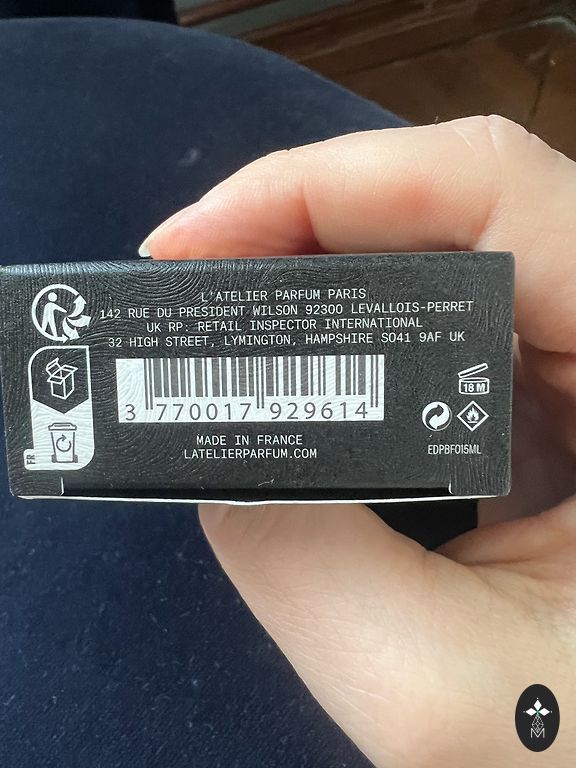 L'ATELIER PARFUM PARIS
142 RUE DU PRESIDENT WILSON 92300 LEVALLOIS-PERRET
UK RP: RETAIL INSPECTOR INTERNATIONAL
32 HIGH STREET, LYMINGTON, HAMPSHIRE SO41 9AF UK
3 770017 929614
18 M
MADE IN FRANCE
LATELIERPARFUM.COM
EDPBF015ML
FR
M